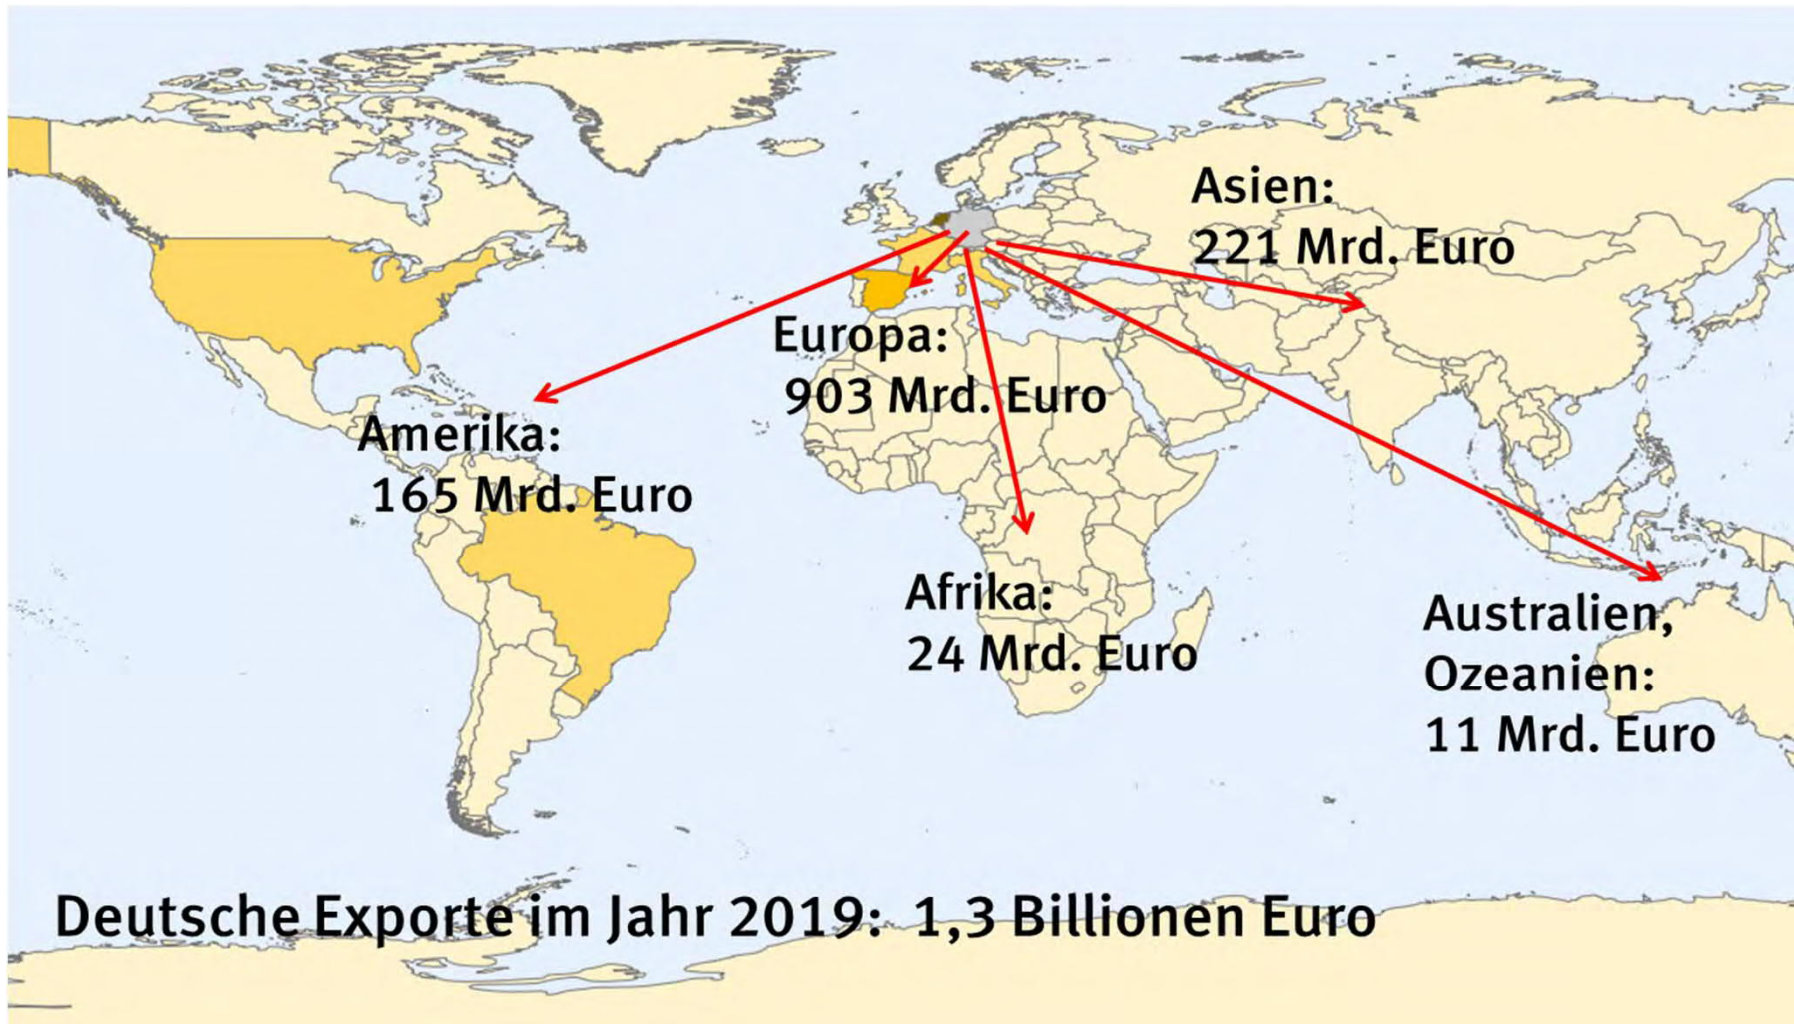 Asien:
221 Mrd. Euro
Europa:
903 Mrd. Euro
Amerika:
165 Mrd. Euro
Afrika:
24 Mrd. Euro
Australien,
Ozeanien:
11 Mrd. Euro
Deutsche Exporte im Jahr 2019: 1,3 Billionen Euro